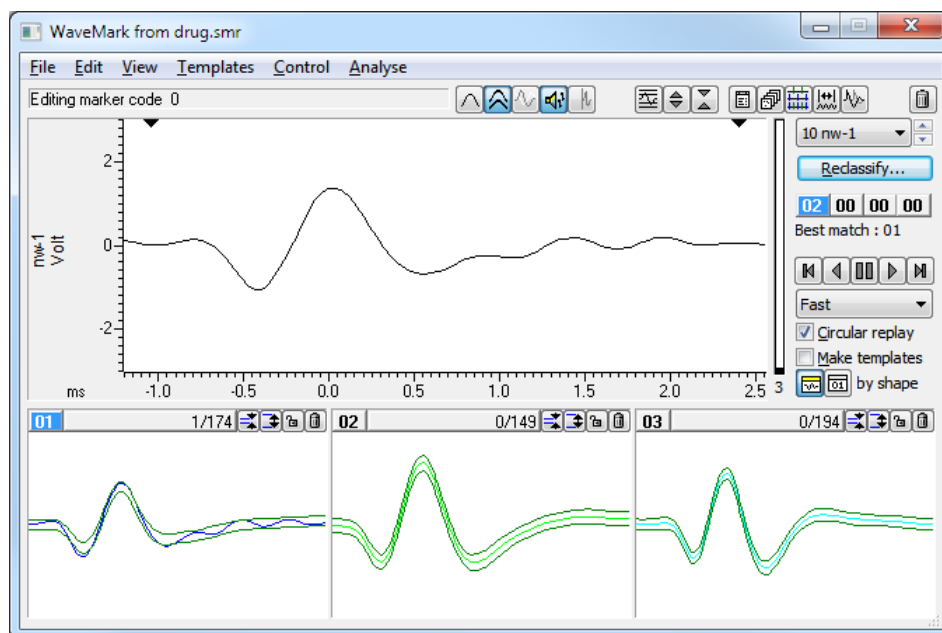 WaveMark from drug.smr
File Edit View Templates Control Analyse
Editing marker code 0
10 nw-1
Reclassify...
02 00 00 00
Best match : 01
Fast
Circular replay
Make templates
01 by shape
3
nw-1
Volt
2
0
-2
ms -1.0 -0.5 0.0 0.5 1.0 1.5 2.0 2.5
01 1/174 02 0/149 03 0/194